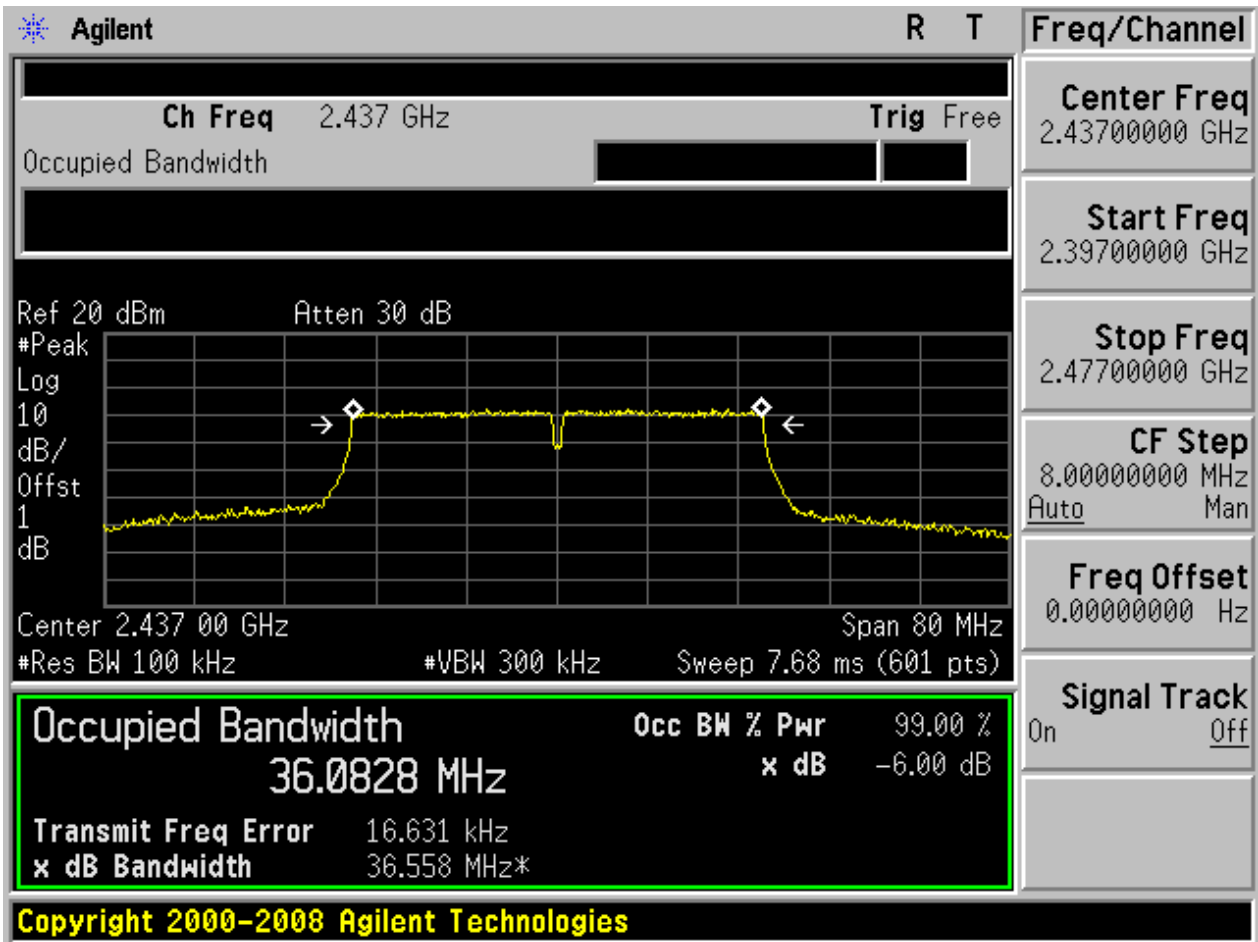 Agilent R T
Ch Freq 2.437 GHz Trig Free
Occupied Bandwidth
Ref 20 dBm Atten 30 dB
#Peak
Log
10
dB/
Offst
1
dB
Center 2.437 00 GHz Span 80 MHz
#Res BW 100 kHz #VBW 300 kHz Sweep 7.68 ms (601 pts)
Occupied Bandwidth
36.0828 MHz
Occ BW % Pwr 99.00 %
x dB -6.00 dB
Transmit Freq Error 16.631 kHz
x dB Bandwidth 36.558 MHz*
Copyright 2000-2008 Agilent Technologies
Freq/Channel
Center Freq
2.43700000 GHz
Start Freq
2.39700000 GHz
Stop Freq
2.47700000 GHz
CF Step
8.00000000 MHz
Auto Man
Freq Offset
0.00000000 Hz
Signal Track
On Off